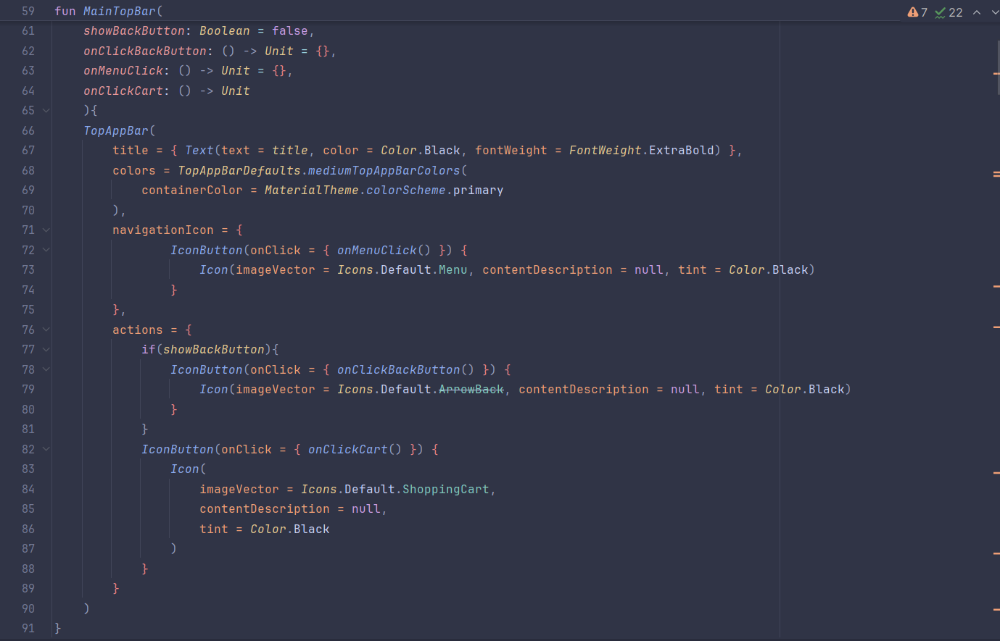 59 fun MainTopBar( 7 22
61     showBackButton: Boolean = false,
62     onClickBackButton: () -> Unit = {},
63     onMenuClick: () -> Unit = {},
64     onClickCart: () -> Unit
65     ){
66     TopAppBar(
67         title = { Text(text = title, color = Color.Black, fontWeight = FontWeight.ExtraBold) },
68         colors = TopAppBarDefaults.mediumTopAppBarColors(
69             containerColor = MaterialTheme.colorScheme.primary
70         ),
71         navigationIcon = {
72                 IconButton(onClick = { onMenuClick() }) {
73                     Icon(imageVector = Icons.Default.Menu, contentDescription = null, tint = Color.Black)
74                 }
75         },
76         actions = {
77             if(showBackButton){
78                 IconButton(onClick = { onClickBackButton() }) {
79                     Icon(imageVector = Icons.Default.ArrowBack, contentDescription = null, tint = Color.Black)
80                 }
81             }
82             IconButton(onClick = { onClickCart() }) {
83                 Icon(
84                     imageVector = Icons.Default.ShoppingCart,
85                     contentDescription = null,
86                     tint = Color.Black
87                 )
88             }
89         }
90     )
91 }